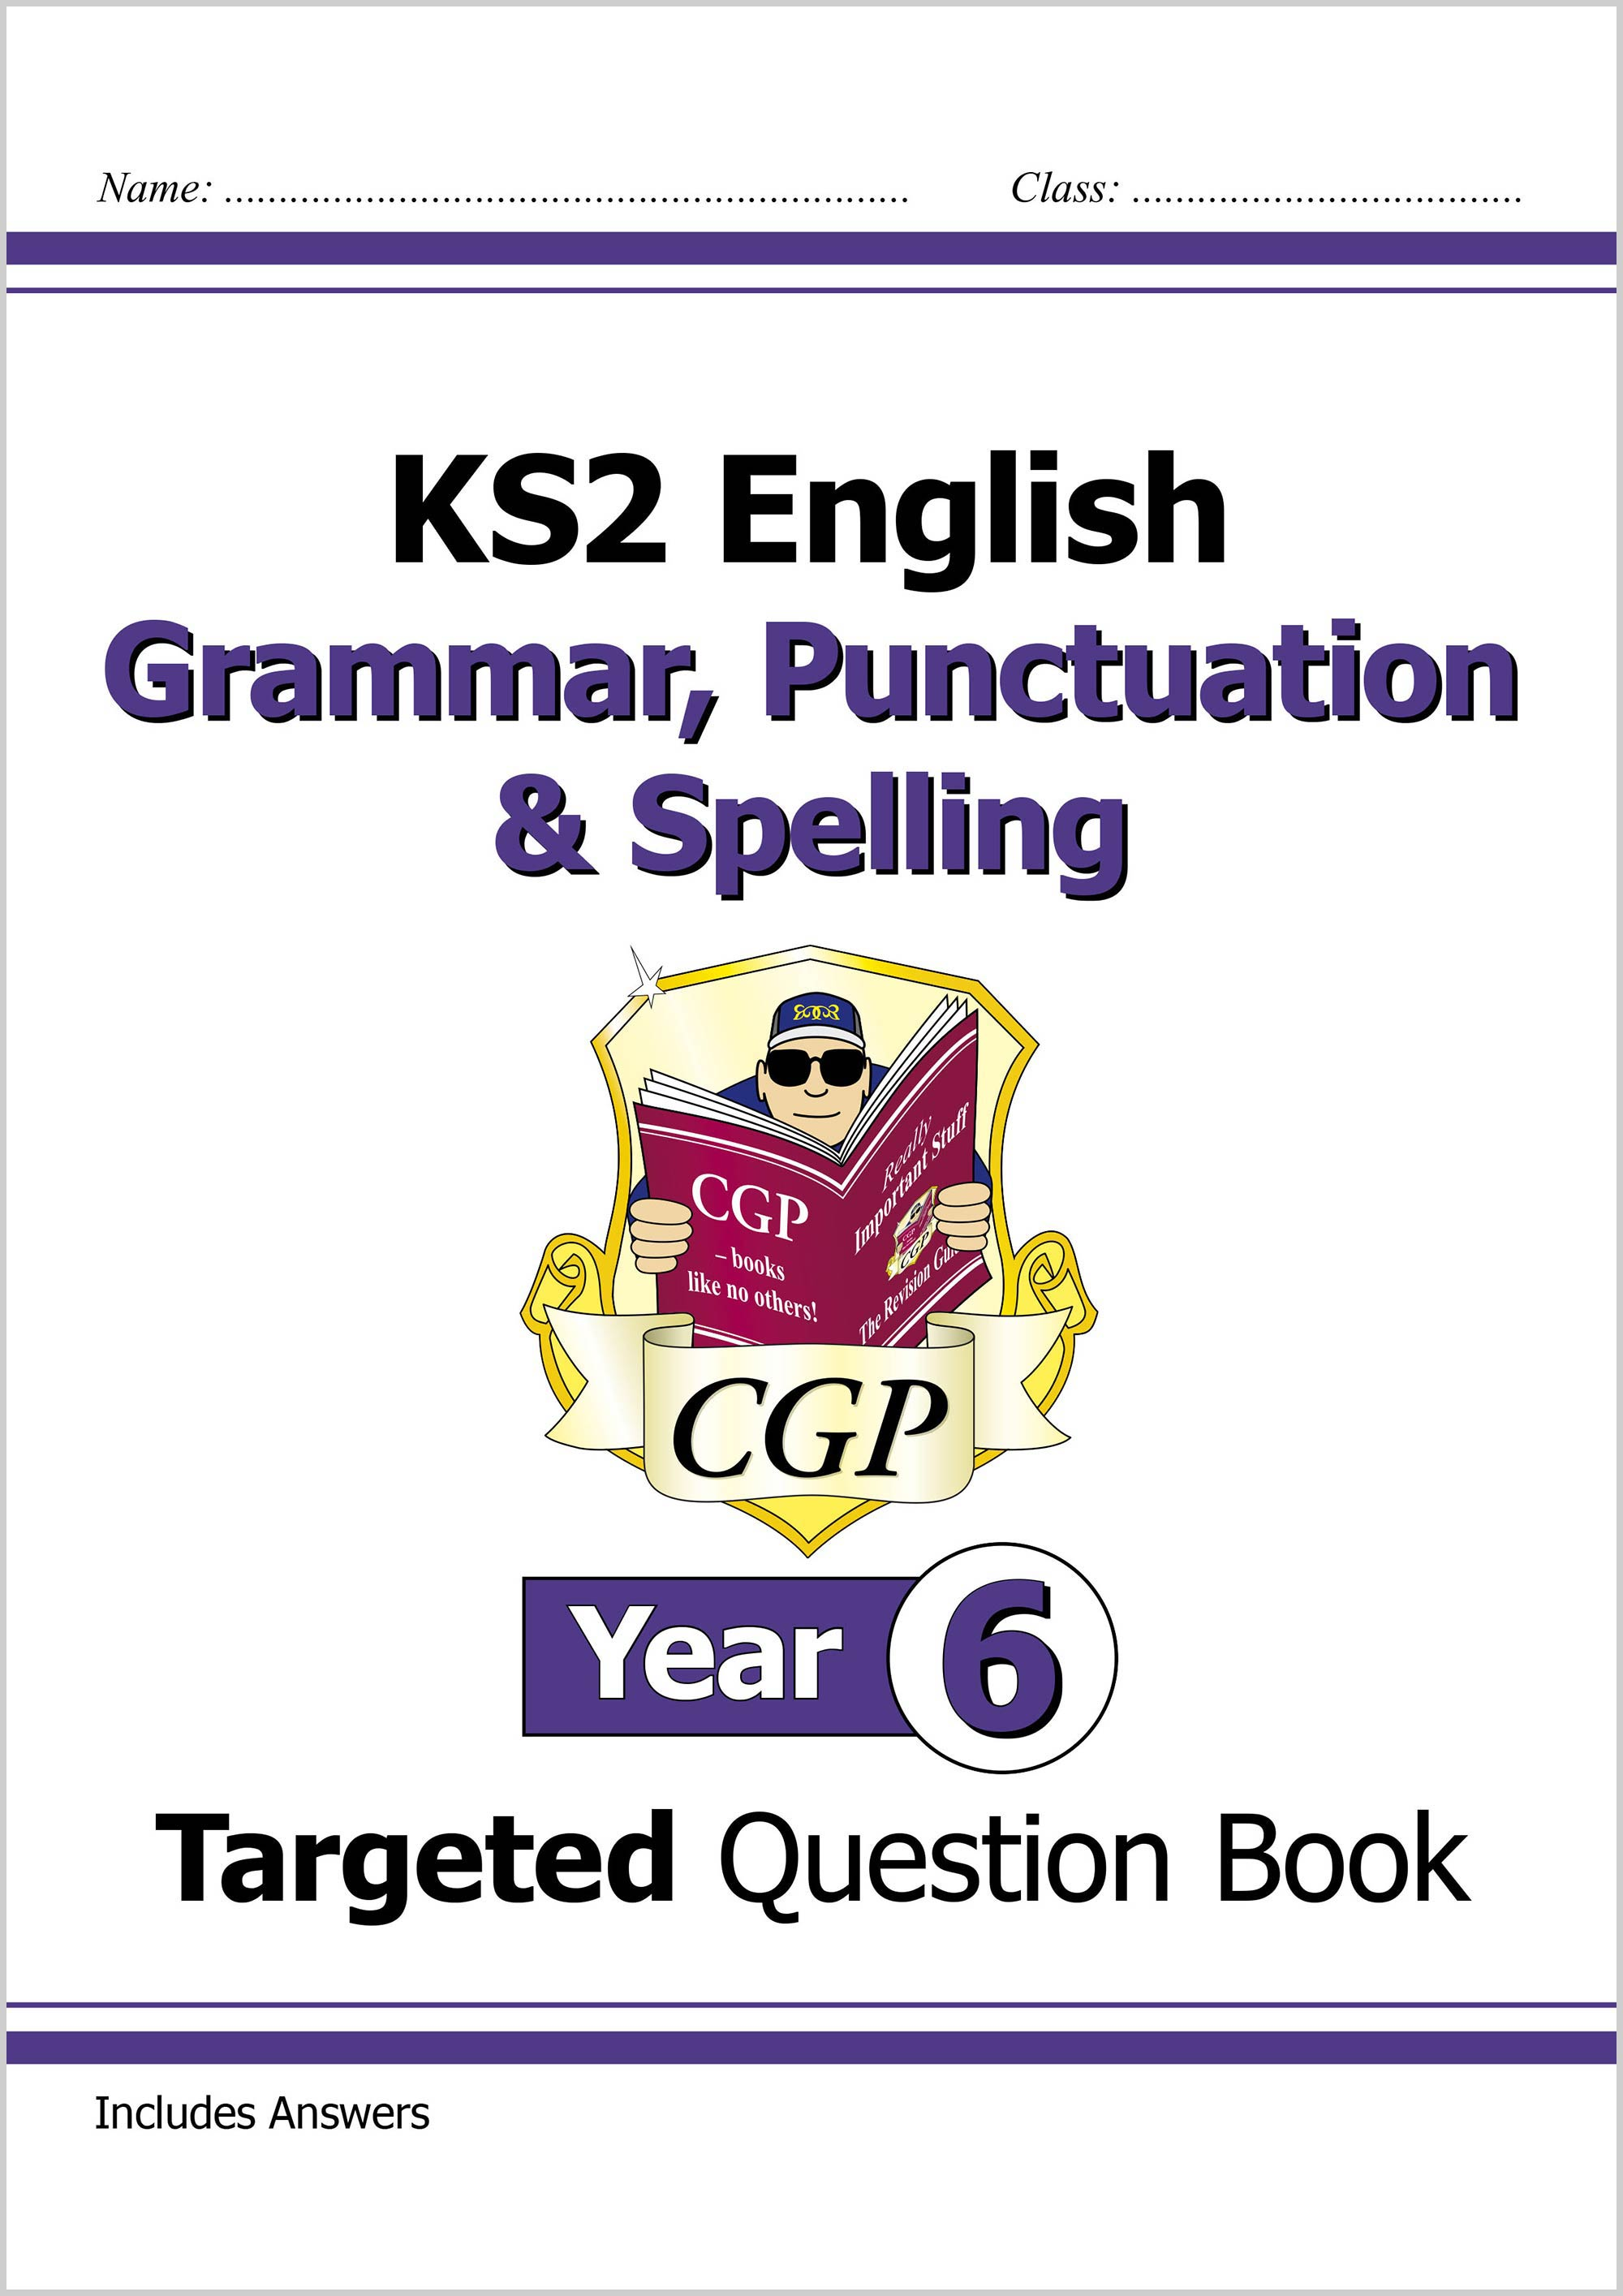 Name: ............................................................... Class: ....................................
KS2 English
Grammar, Punctuation
& Spelling
CGP
– books
like no others!
Really
Important Stuff
CGP
The Revision
CGP
Year 6
Targeted Question Book
Includes Answers